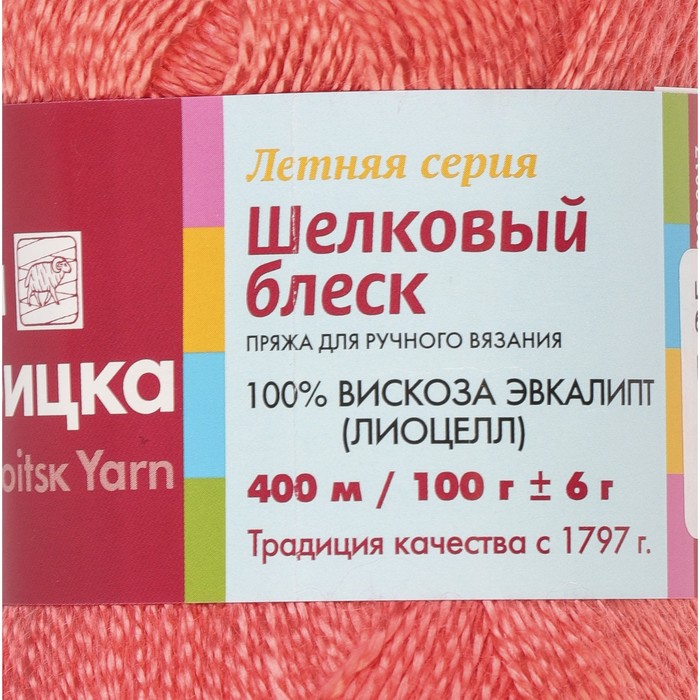 Летняя серия
Шелковый
блеск
ПРЯЖА ДЛЯ РУЧНОГО ВЯЗАНИЯ
100% ВИСКОЗА ЭВКАЛИПТ
(ЛИОЦЕЛЛ)
400 м / 100 г ± 6 г
Традиция качества с 1797 г.
ицка
oitsk Yarn